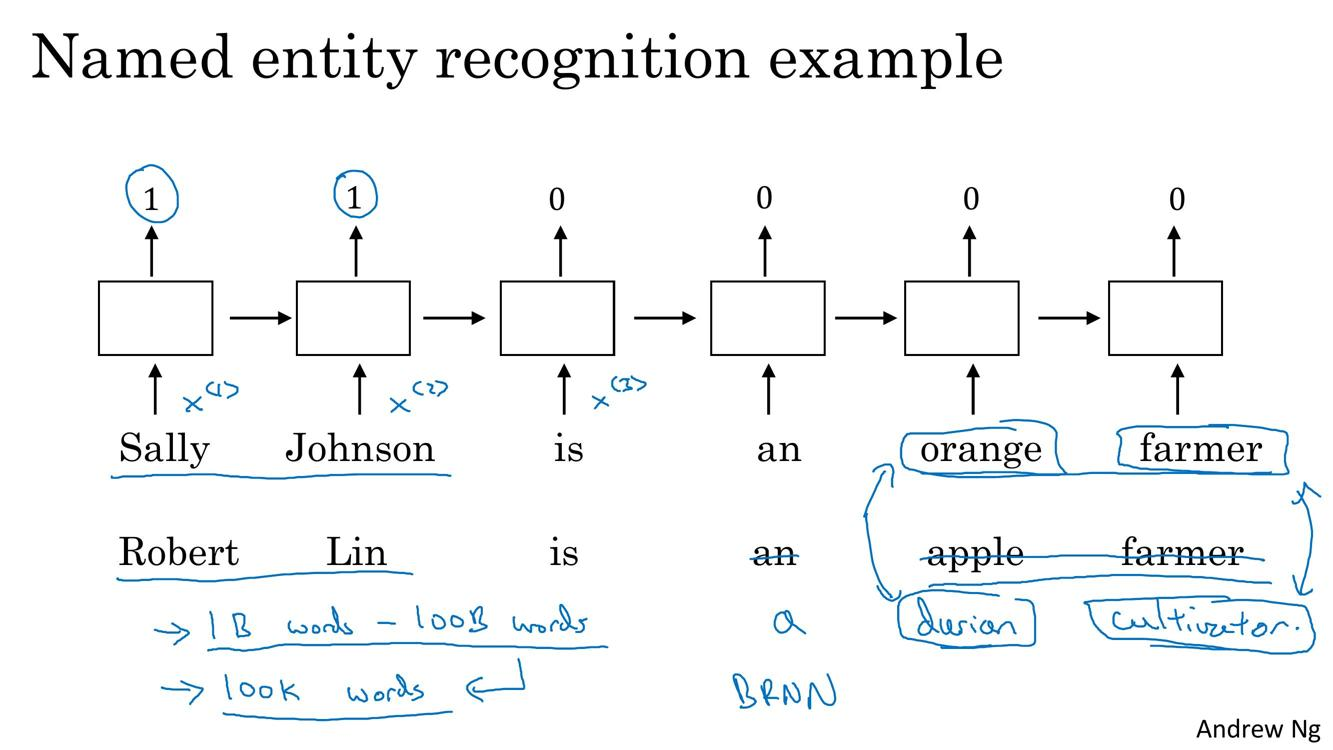 Named entity recognition example
1 1 0 0 0 0
x<1> x<2> x<3>
Sally Johnson is an orange farmer
Robert Lin is an apple farmer
→ 1B words – 100B words a durian cultivator.
→ 100K words ← BRNN
Andrew Ng